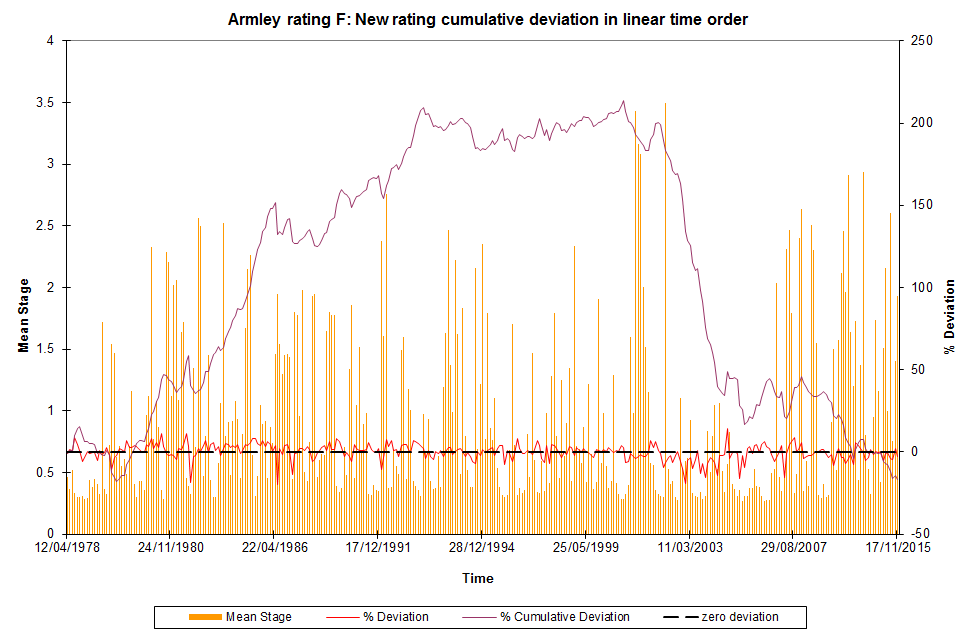 Armley rating F: New rating cumulative deviation in linear time order
4
3.5
3
2.5
2
1.5
1
0.5
0
Mean Stage
250
200
150
100
50
0
-50
% Deviation
12/04/1978 24/11/1980 22/04/1986 17/12/1991 28/12/1994 25/05/1999 11/03/2003 29/08/2007 17/11/2015
Time
Mean Stage % Deviation % Cumulative Deviation zero deviation